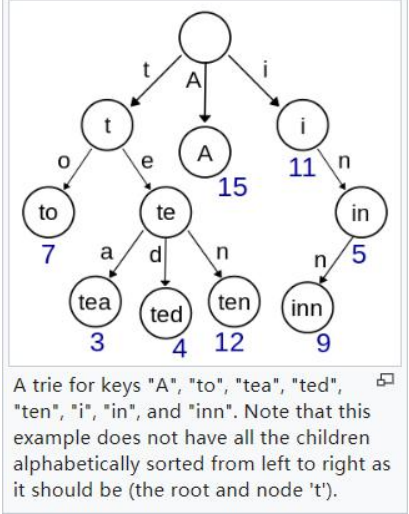 t A i
t A i
15 11
o e n
to te in
7 5
a d n n
tea ted ten inn
3 4 12 9
A trie for keys "A", "to", "tea", "ted",
"ten", "i", "in", and "inn". Note that this
example does not have all the children
alphabetically sorted from left to right as
it should be (the root and node 't').